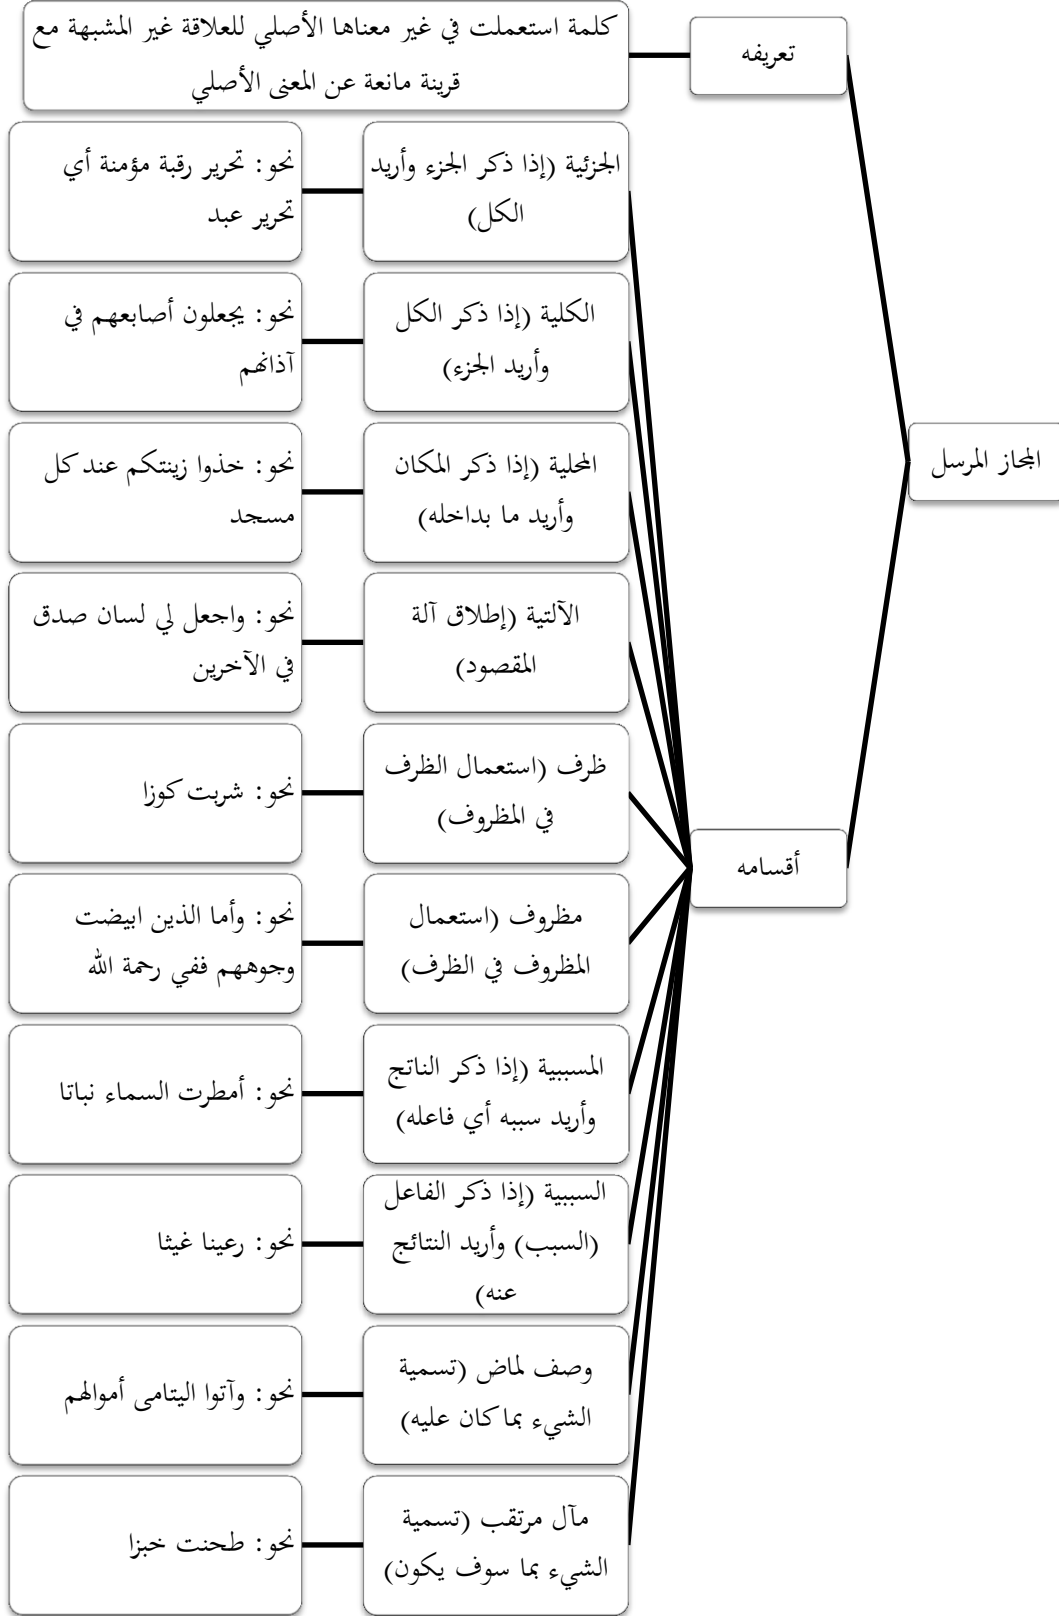 المجاز المرسل
تعريفه
كلمة استعملت في غير معناها الأصلي للعلاقة غير المشبهة مع
قرينة مانعة عن المعنى الأصلي
أقسامه
الجزئية (إذا ذكر الجزء وأريد
الكل)
نحو: تحرير رقبة مؤمنة أي
تحرير عبد
الكلية (إذا ذكر الكل
وأريد الجزء)
نحو: يجعلون أصابعهم في
آذانهم
المحلية (إذا ذكر المكان
وأريد ما بداخله)
نحو: خذوا زينتكم عند كل
مسجد
الآلتية (إطلاق آلة
المقصود)
نحو: واجعل لي لسان صدق
في الآخرين
ظرف (استعمال الظرف
في المظروف)
نحو: شربت كوزا
مظروف (استعمال
المظروف في الظرف)
نحو: وأما الذين ابيضت
وجوههم ففي رحمة الله
المسببية (إذا ذكر الناتج
وأريد سببه أي فاعله)
نحو: أمطرت السماء نباتا
السببية (إذا ذكر الفاعل
(السبب) وأريد النتائج
عنه)
نحو: رعينا غيثا
وصف لماض (تسمية
الشيء بما كان عليه)
نحو: وآتوا اليتامى أموالهم
مآل مرتقب (تسمية
الشيء بما سوف يكون)
نحو: طحنت خبزا